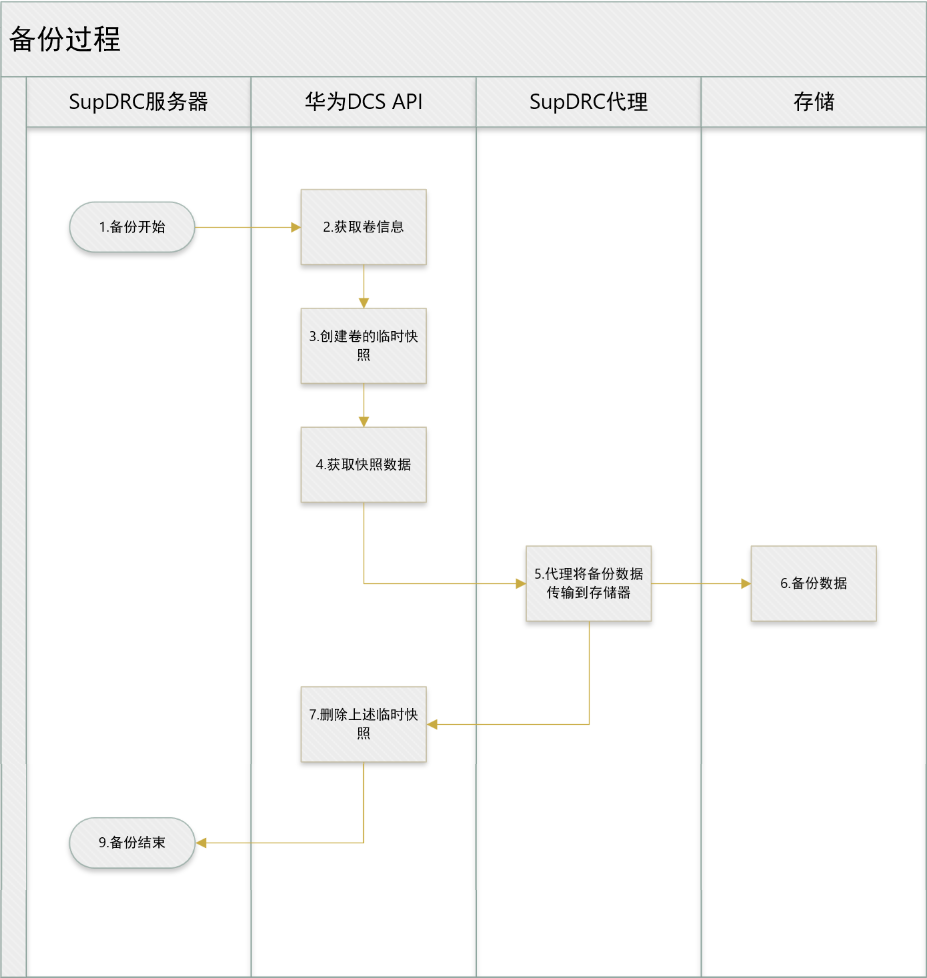 备份过程
SupDRC服务器
华为DCS API
SupDRC代理
存储
1.备份开始
2.获取卷信息
3.创建卷的临时快
照
4.获取快照数据
5.代理将备份数据
传输到存储器
6.备份数据
7.删除上述临时快
照
9.备份结束